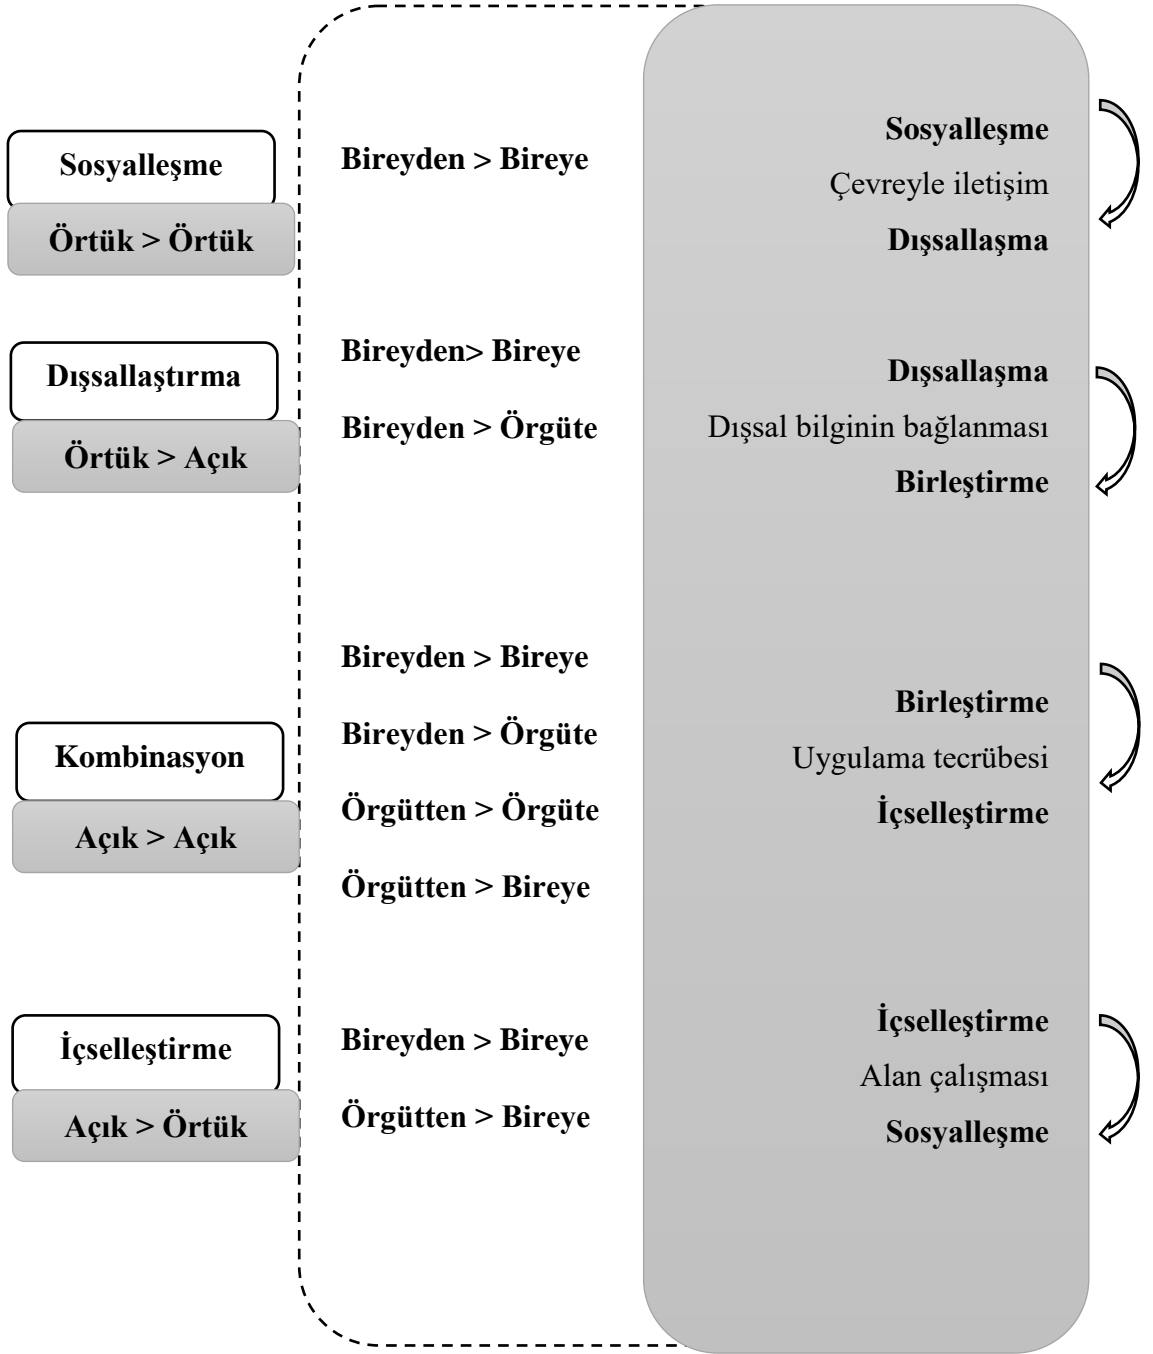 Sosyalleşme
Örtük > Örtük
Bireyden > Bireye
Sosyalleşme
Çevreyle iletişim
Dışsallaşma
Dışsallaştırma
Örtük > Açık
Bireyden> Bireye
Bireyden > Örgüte
Dışsallaşma
Dışsal bilginin bağlanması
Birleştirme
Kombinasyon
Açık > Açık
Bireyden > Bireye
Bireyden > Örgüte
Örgütten > Örgüte
Örgütten > Bireye
Birleştirme
Uygulama tecrübesi
İçselleştirme
İçselleştirme
Açık > Örtük
Bireyden > Bireye
Örgütten > Bireye
İçselleştirme
Alan çalışması
Sosyalleşme